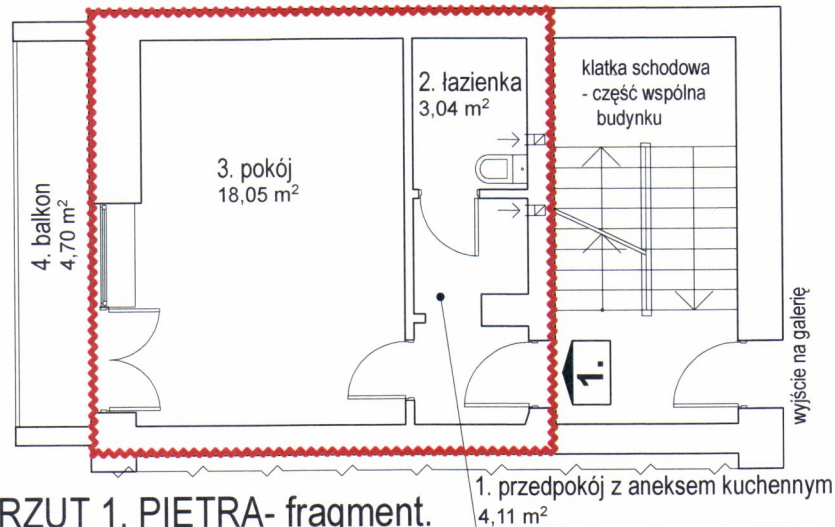 2. łazienka
3,04 m²
klatka schodowa
- część wspólna
budynku
3. pokój
18,05 m²
4. balkon
4,70 m²
1.
wyjście na galerię
1. przedpokój z aneksem kuchennym
4,11 m²
RZUT 1. PIĘTRA- fragment.